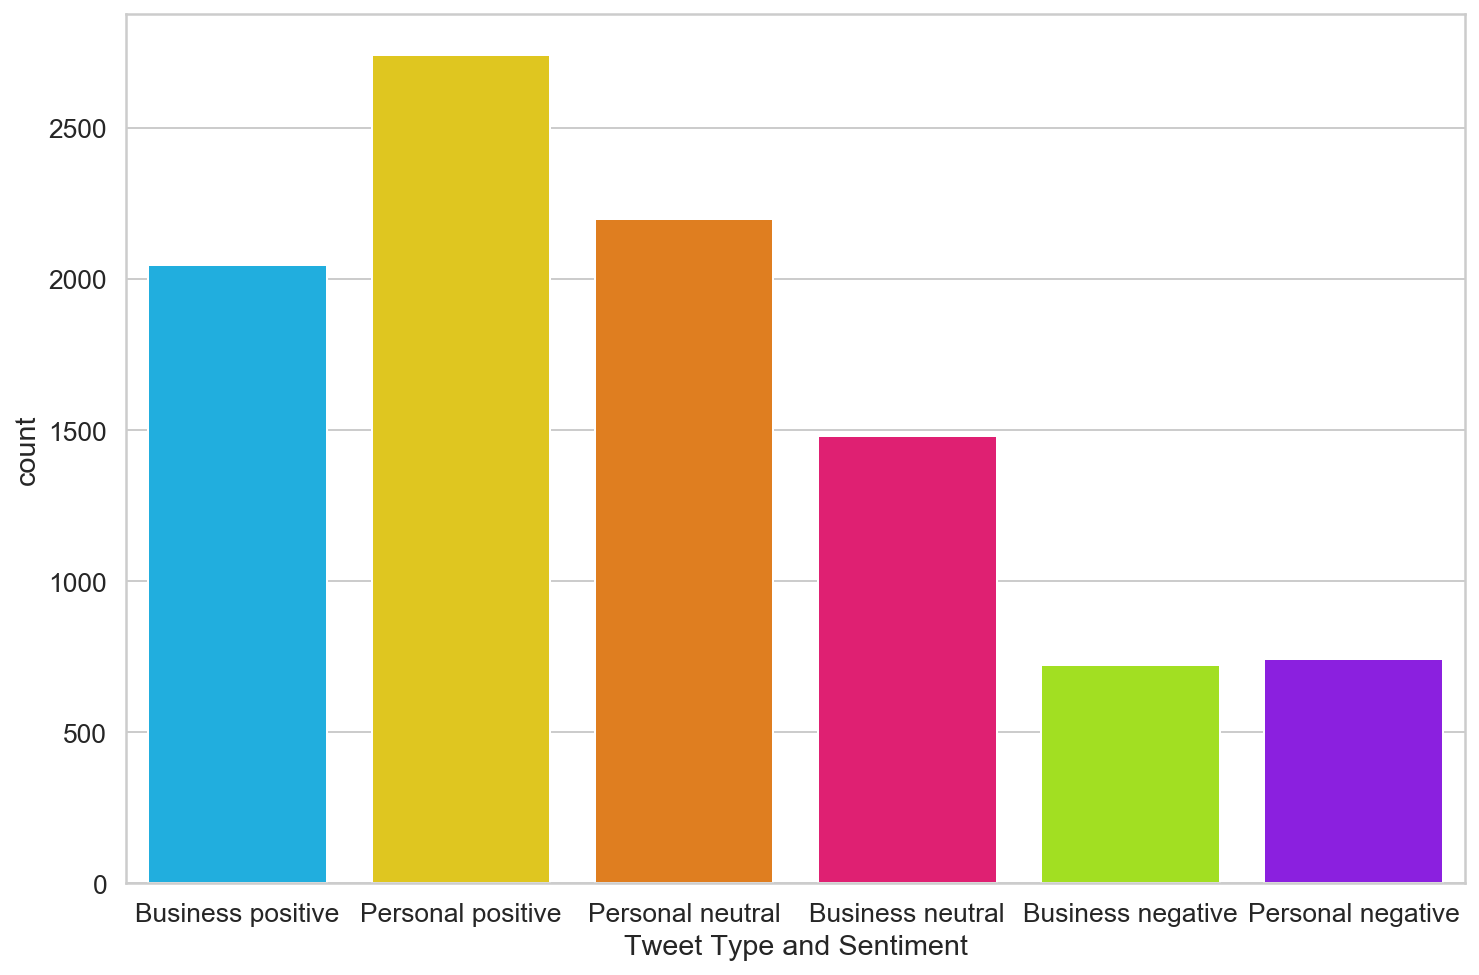 2500
2000
1500
1000
500
0
count
Business positive Personal positive Personal neutral Business neutral Business negative Personal negative
Tweet Type and Sentiment